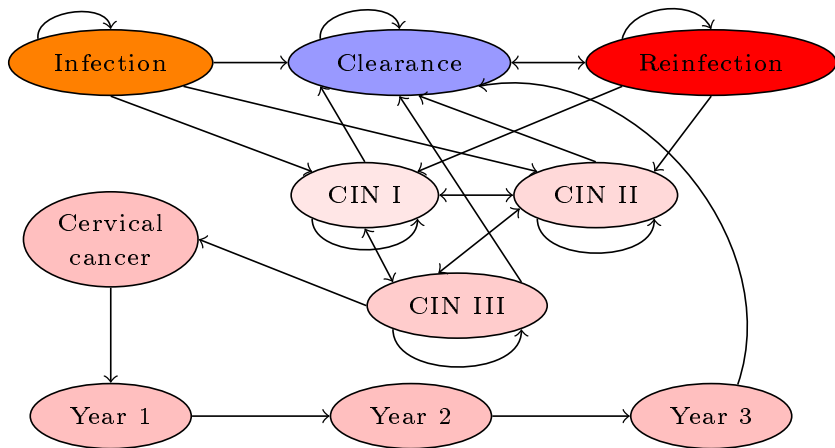 Infection
Clearance
Reinfection
CIN I
CIN II
Cervical
cancer
CIN III
Year 1
Year 2
Year 3